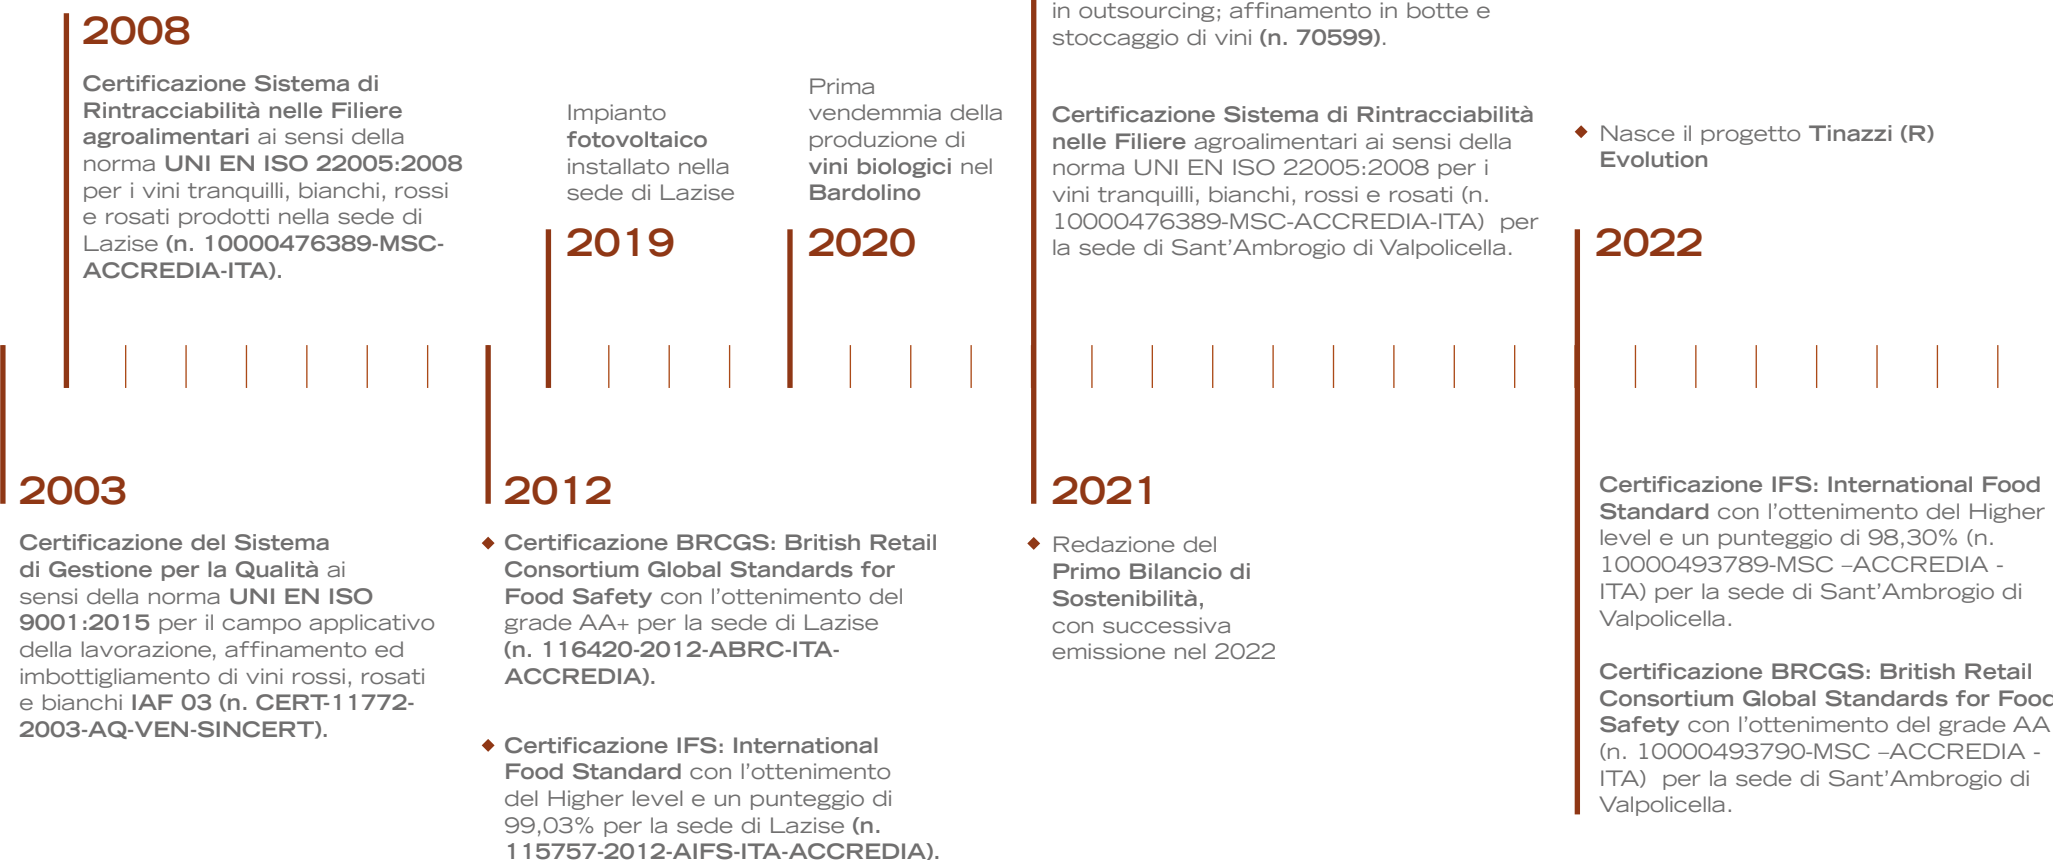 2008
Certificazione Sistema di
Rintracciabilità nelle Filiere
agroalimentari ai sensi della
norma UNI EN ISO 22005:2008
per i vini tranquilli, bianchi, rossi
e rosati prodotti nella sede di
Lazise (n. 10000476389-MSC-
ACCREDIA-ITA).
Impianto
fotovoltaico
installato nella
sede di Lazise
2019
Prima
vendemmia della
produzione di
vini biologici nel
Bardolino
2020
in outsourcing; affinamento in botte e
stoccaggio di vini (n. 70599).
Certificazione Sistema di Rintracciabilità
nelle Filiere agroalimentari ai sensi della
norma UNI EN ISO 22005:2008 per i
vini tranquilli, bianchi, rossi e rosati (n.
10000476389-MSC-ACCREDIA-ITA)  per
la sede di Sant'Ambrogio di Valpolicella.
◆ Nasce il progetto Tinazzi (R)
Evolution
2022
2003
Certificazione del Sistema
di Gestione per la Qualità ai
sensi della norma UNI EN ISO
9001:2015 per il campo applicativo
della lavorazione, affinamento ed
imbottigliamento di vini rossi, rosati
e bianchi IAF 03 (n. CERT-11772-
2003-AQ-VEN-SINCERT).
2012
◆ Certificazione BRCGS: British Retail
Consortium Global Standards for
Food Safety con l'ottenimento del
grade AA+ per la sede di Lazise
(n. 116420-2012-ABRC-ITA-
ACCREDIA).
◆ Certificazione IFS: International
Food Standard con l'ottenimento
del Higher level e un punteggio di
99,03% per la sede di Lazise (n.
115757-2012-AIFS-ITA-ACCREDIA).
2021
◆ Redazione del
Primo Bilancio di
Sostenibilità,
con successiva
emissione nel 2022
Certificazione IFS: International Food
Standard con l'ottenimento del Higher
level e un punteggio di 98,30% (n.
10000493789-MSC –ACCREDIA -
ITA) per la sede di Sant'Ambrogio di
Valpolicella.
Certificazione BRCGS: British Retail
Consortium Global Standards for Food
Safety con l'ottenimento del grade AA
(n. 10000493790-MSC –ACCREDIA -
ITA)  per la sede di Sant'Ambrogio di
Valpolicella.